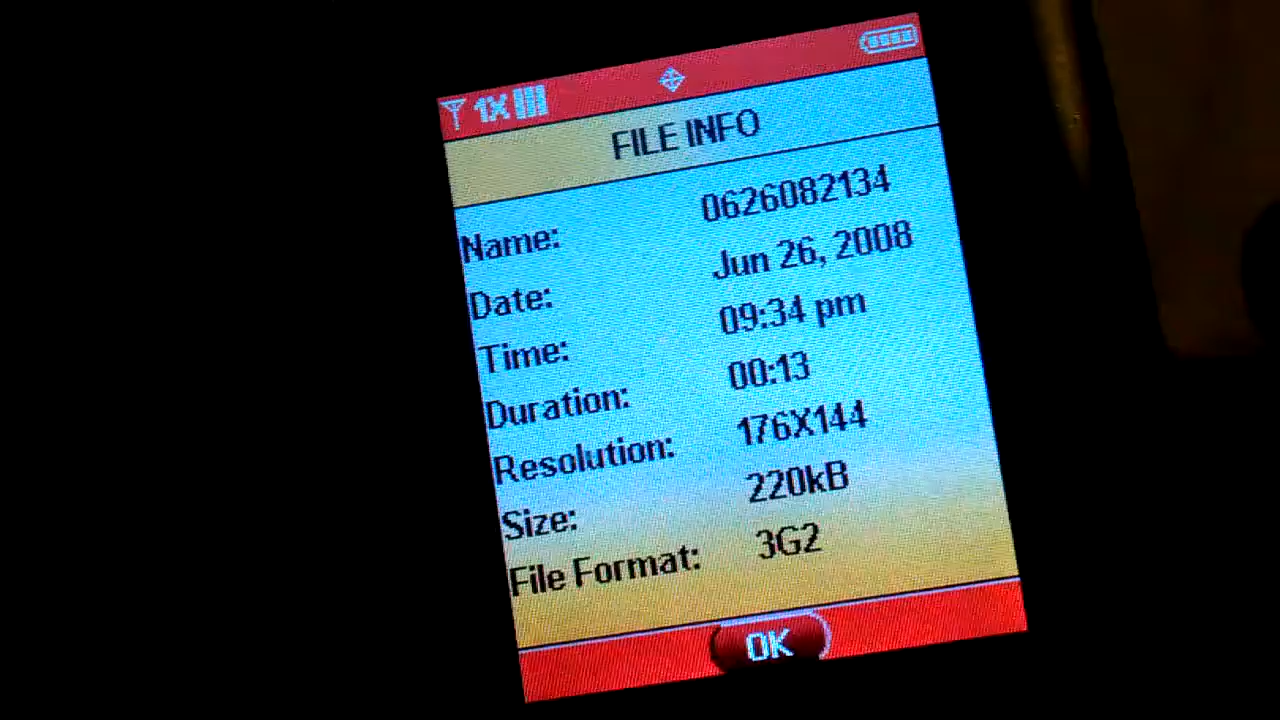 1X
FILE INFO
Name: 0626082134
Date: Jun 26, 2008
Time: 09:34 pm
Duration: 00:13
Resolution: 176X144
Size: 220kB
File Format: 3G2
OK